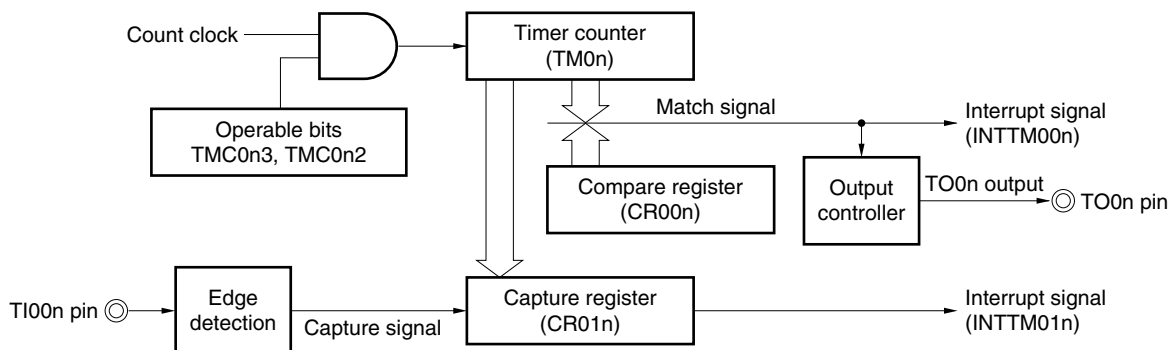 Count clock
Timer counter
(TM0n)
Operable bits
TMC0n3, TMC0n2
Match signal
Interrupt signal
(INTTM00n)
Compare register
(CR00n)
Output
controller
TO0n output
TO0n pin
TI00n pin
Edge
detection
Capture signal
Capture register
(CR01n)
Interrupt signal
(INTTM01n)